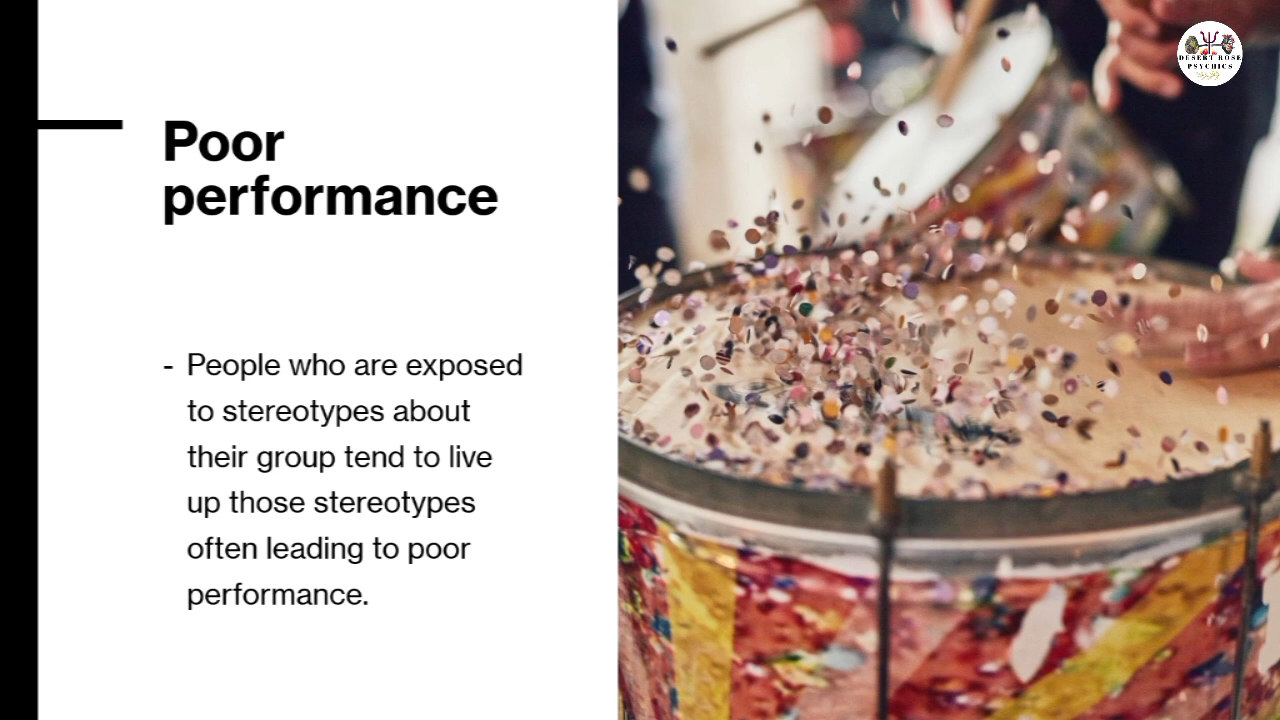 DESERT ROSE
PSYCHICS
Poor
performance
- People who are exposed
to stereotypes about
their group tend to live
up those stereotypes
often leading to poor
performance.